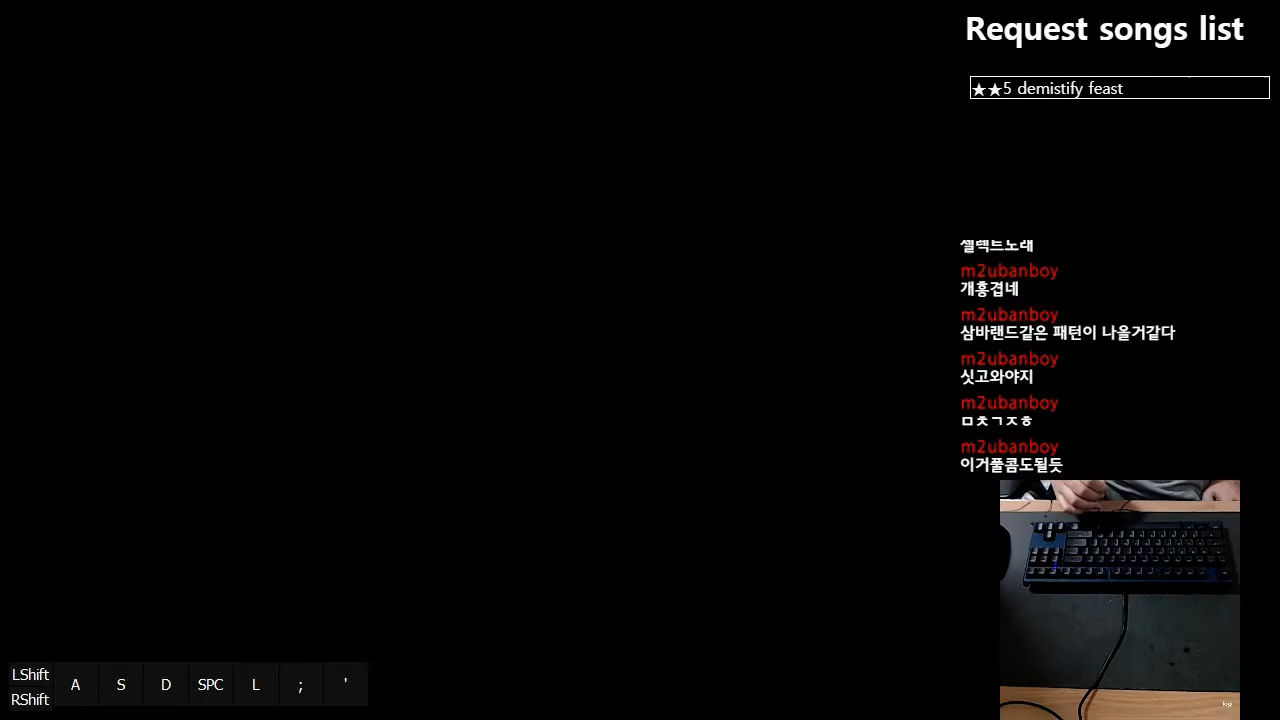 Request songs list
★★5 demistify feast
셀렉트노래
m2ubanboy
개흥겹네
m2ubanboy
삼바랜드같은 패턴이 나올거같다
m2ubanboy
싯고와야지
m2ubanboy
ㅁㅊㄱㅈㅎ
m2ubanboy
이거풀콤도될듯
LShift A S D SPC L ; '
RShift